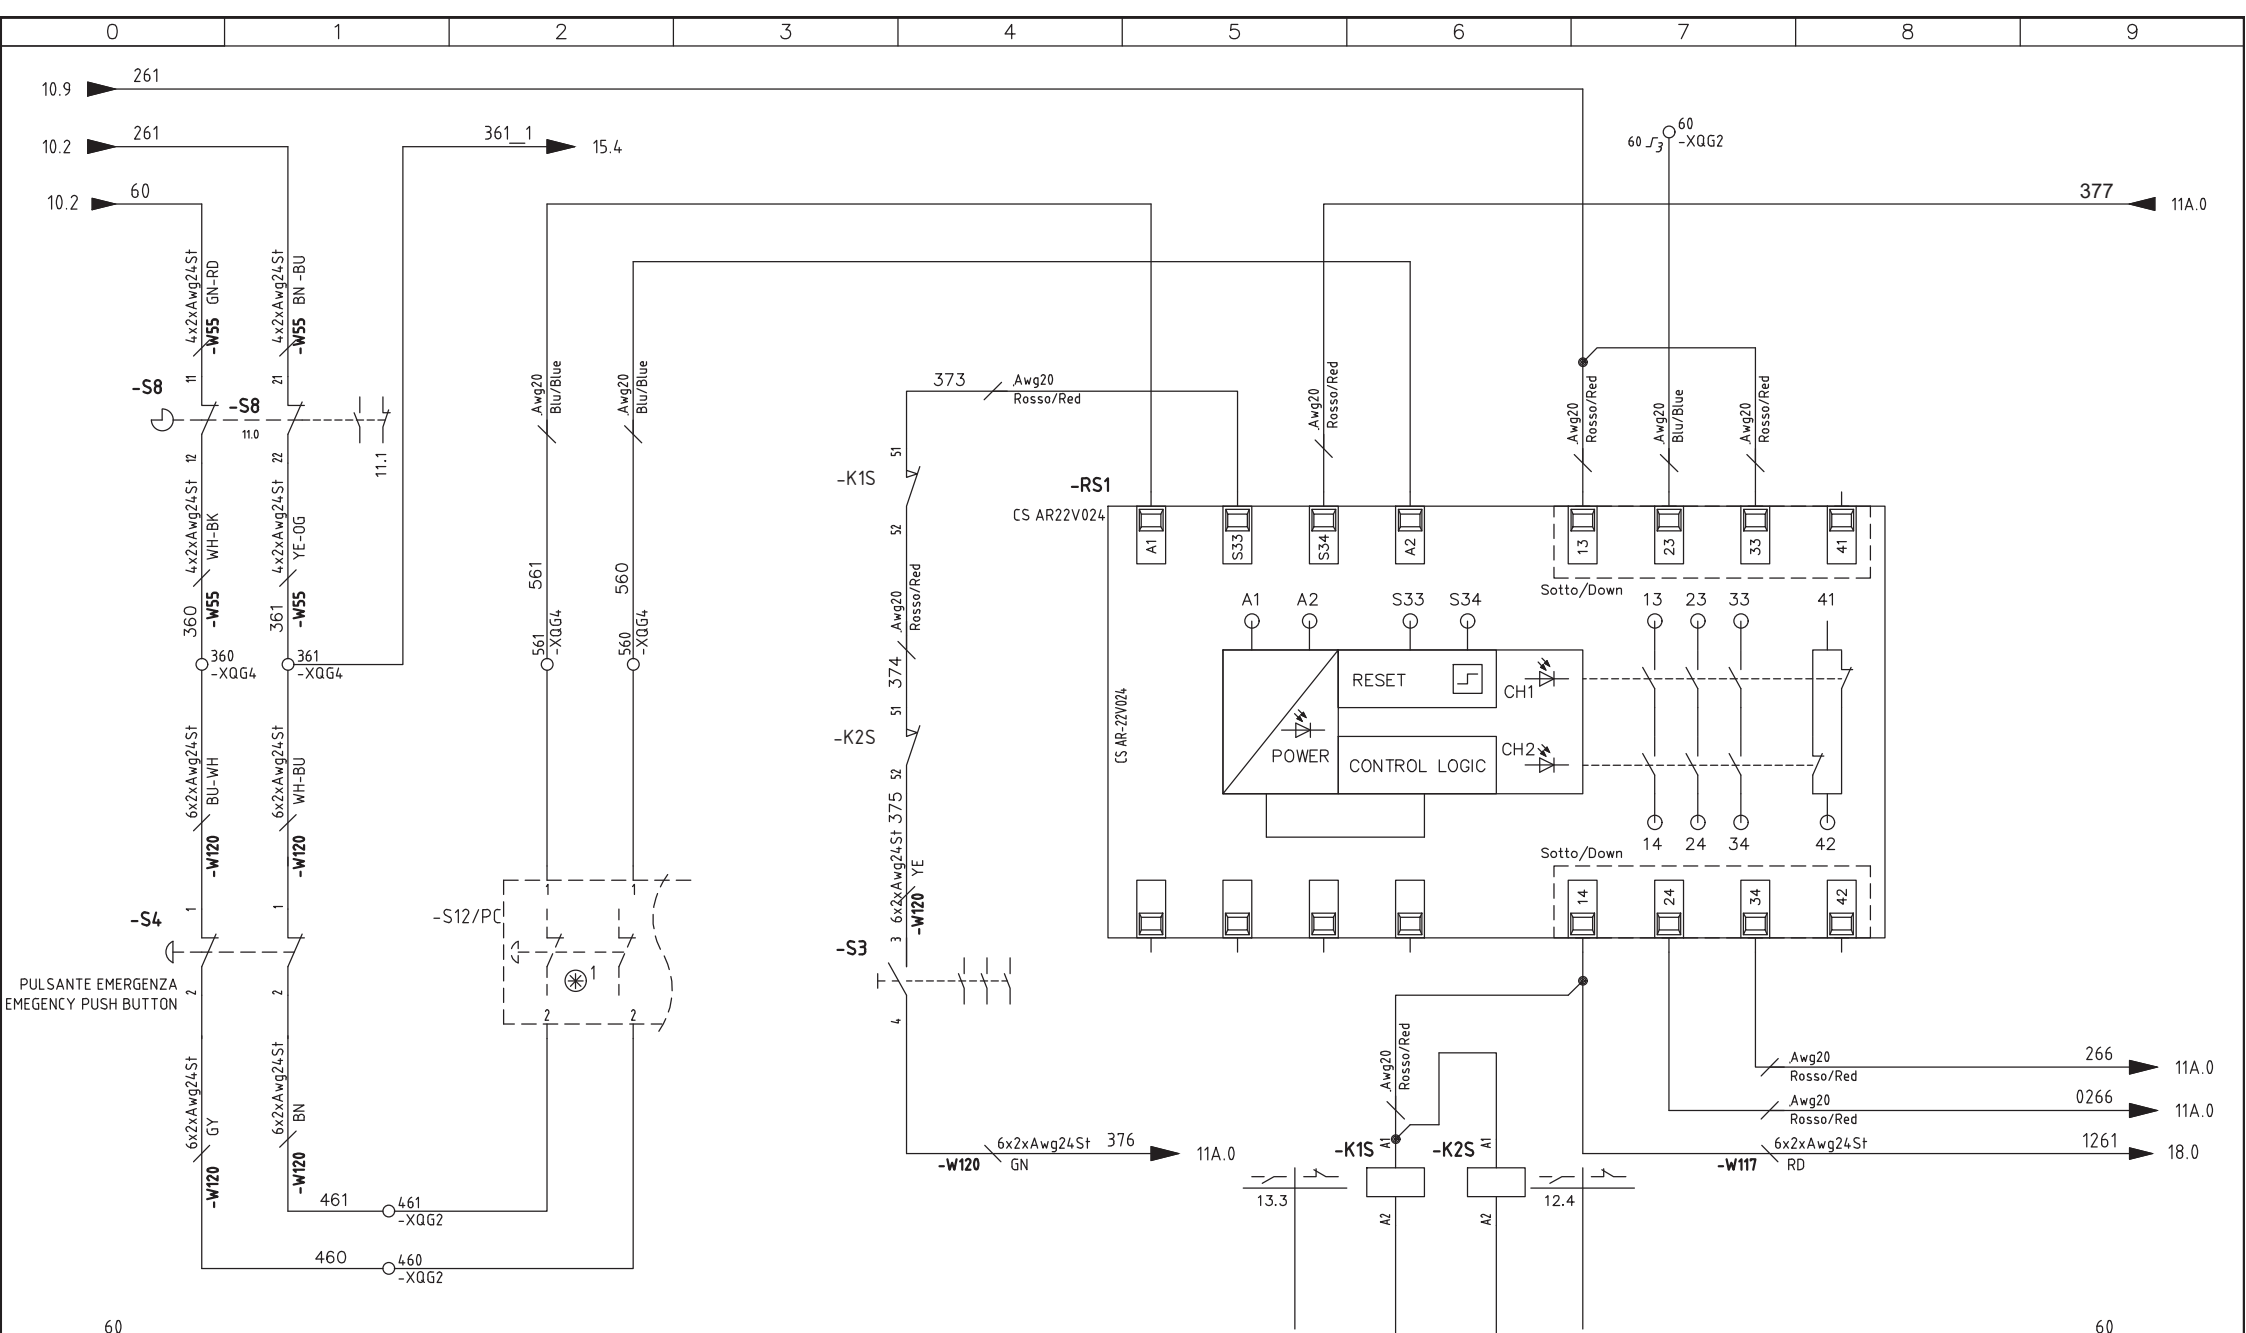 0 1 2 3 4 5 6 7 8 9
10.9 261
10.2 261
361_1 15.4
60 -XQG2
60 3
10.2 60
377 11A.0
4x2xAwg24St GN-RD
-W55
4x2xAwg24St BN -BU
-W55
-S8
11
21
-S8
11.0
12
22
11.1
Awg20
Blu/Blue
Awg20
Blu/Blue
373 Awg20
Rosso/Red
Awg20
Rosso/Red
Awg20
Rosso/Red
Awg20
Blu/Blue
Awg20
Rosso/Red
4x2xAwg24St WH-BK
-W55
4x2xAwg24St YE-OG
-W55
360
361
360
-XQG4
361
-XQG4
561
560
561
-XQG4
560
-XQG4
51
-K1S
52
Awg20
Rosso/Red
374
51
-K2S
52
375
6x2xAwg24St YE
-W120
-RS1
CS AR22V024
A1 S33 S34 A2 13 23 33 41
Sotto/Down
A1 A2 S33 S34 13 23 33 41
CS AR-22V024
RESET
CH1
POWER
CONTROL LOGIC
CH2
14 24 34 42
Sotto/Down
14 24 34 42
6x2xAwg24St BU-WH
-W120
6x2xAwg24St WH-BU
-W120
-S4
1
1
PULSANTE EMERGENZA
EMEGENCY PUSH BUTTON
2
2
-S12/PC
1
1
1
2
2
-S3
3
4
6x2xAwg24St GY
-W120
6x2xAwg24St BN
-W120
461 461
-XQG2
460 460
-XQG2
-W120 6x2xAwg24St 376 11A.0
GN
Awg20
Rosso/Red
-K1S A1
-K2S A1
A2
A2
13.3
12.4
Awg20 266 11A.0
Rosso/Red
Awg20 0266 11A.0
Rosso/Red
6x2xAwg24St 1261 18.0
-W117 RD
60
60